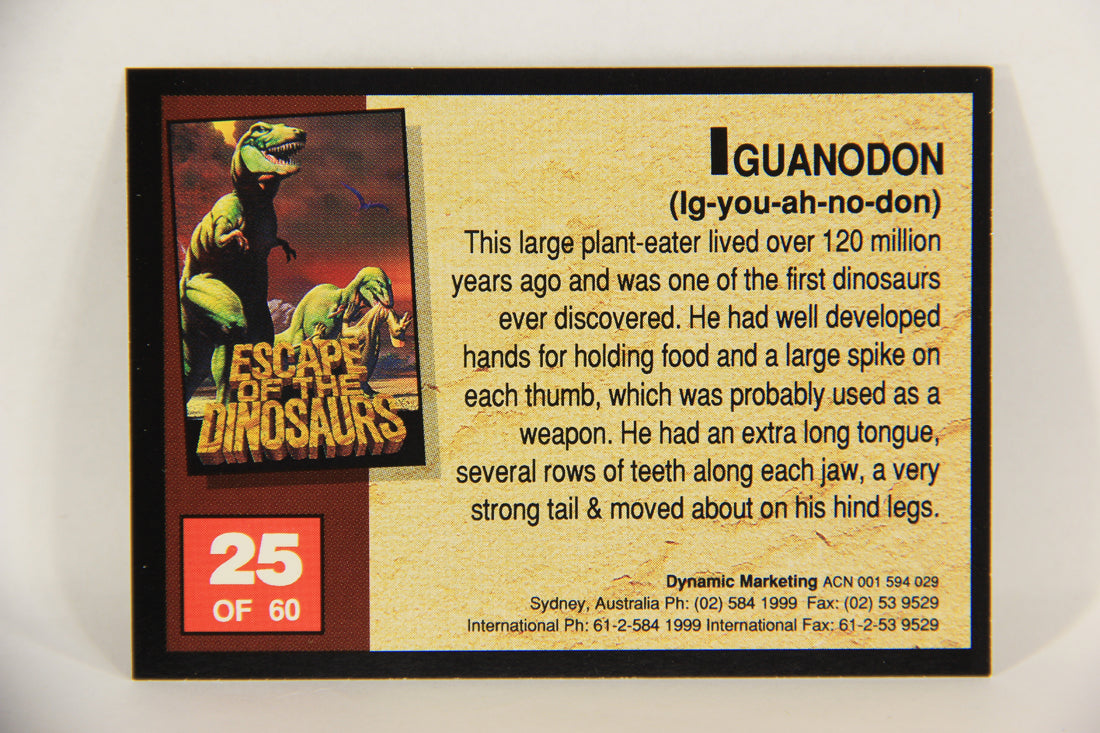 ESCAPE
OF THE
DINOSAURS
25
OF 60
IGUANODON
(Ig-you-ah-no-don)
This large plant-eater lived over 120 million
years ago and was one of the first dinosaurs
ever discovered. He had well developed
hands for holding food and a large spike on
each thumb, which was probably used as a
weapon. He had an extra long tongue,
several rows of teeth along each jaw, a very
strong tail & moved about on his hind legs.
Dynamic Marketing ACN 001 594 029
Sydney, Australia Ph: (02) 584 1999 Fax: (02) 53 9529
International Ph: 61-2-584 1999 International Fax: 61-2-53 9529